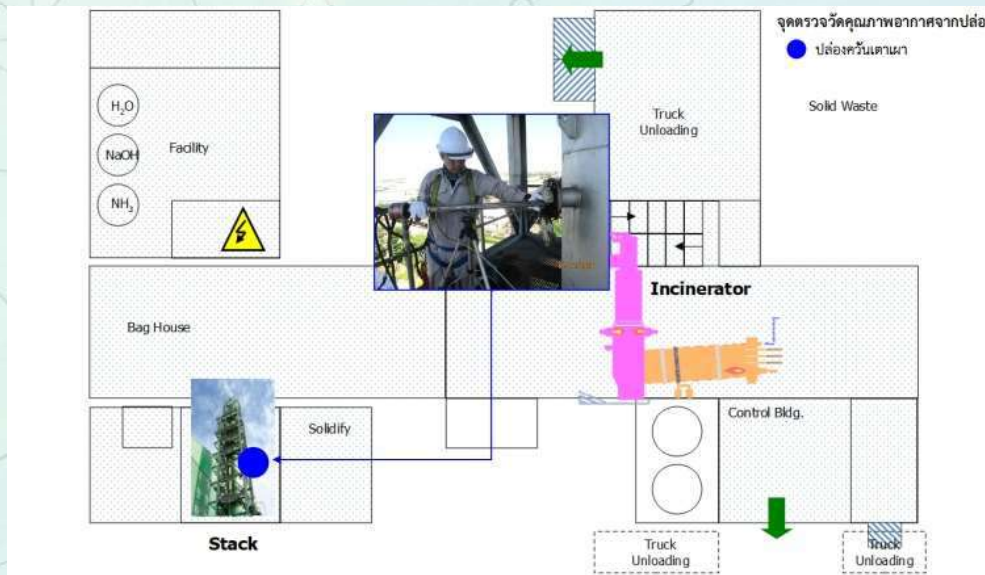 จุดตรวจวัดคุณภาพอากาศจากปล่อ
ปล่องควันเตาเผา
Solid Waste
Truck
Unloading
H₂O
NaOH
NH₃
Facility
Incinerator
Bag House
Solidify
Control Bldg.
Stack
Truck
Unloading
Truck
Unloading